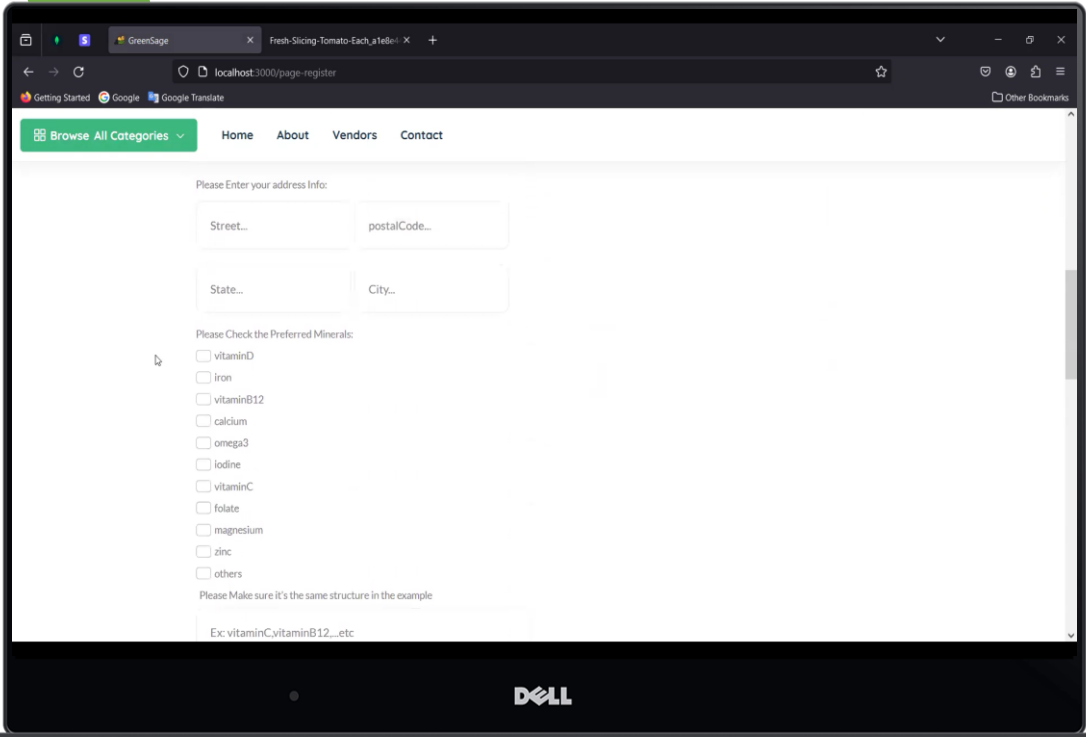 S GreenSage Fresh-Slicing-Tomato-Each_a1e8e4
localhost:3000/page-register
Getting Started Google Google Translate Other Bookmarks
Browse All Categories Home About Vendors Contact
Please Enter your address Info:
Street... postalCode...
State... City...
Please Check the Preferred Minerals:
vitaminD
iron
vitaminB12
calcium
omega3
iodine
vitaminC
folate
magnesium
zinc
others
Please Make sure it's the same structure in the example
Ex: vitaminC,vitaminB12,...etc
DELL